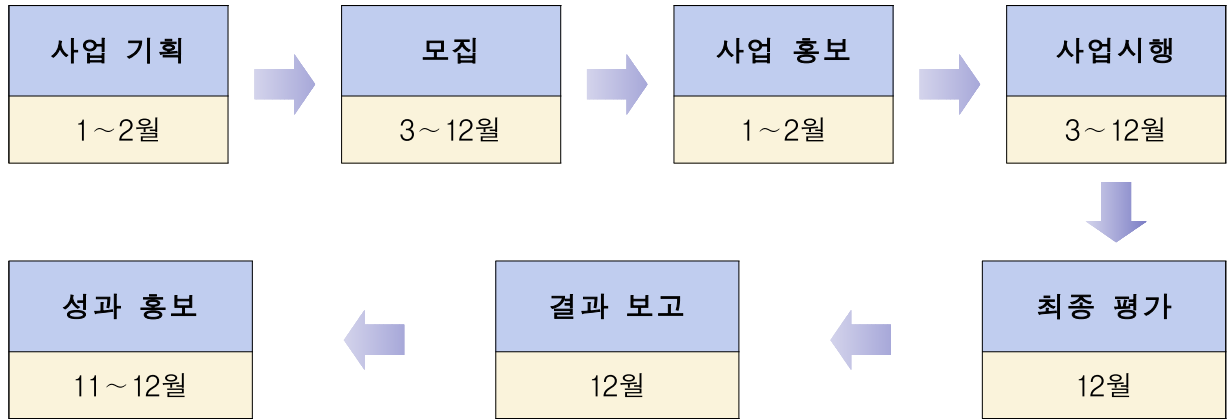 사업 기획
1～2월
모집
3～12월
사업 홍보
1～2월
사업시행
3～12월
최종 평가
12월
결과 보고
12월
성과 홍보
11～12월